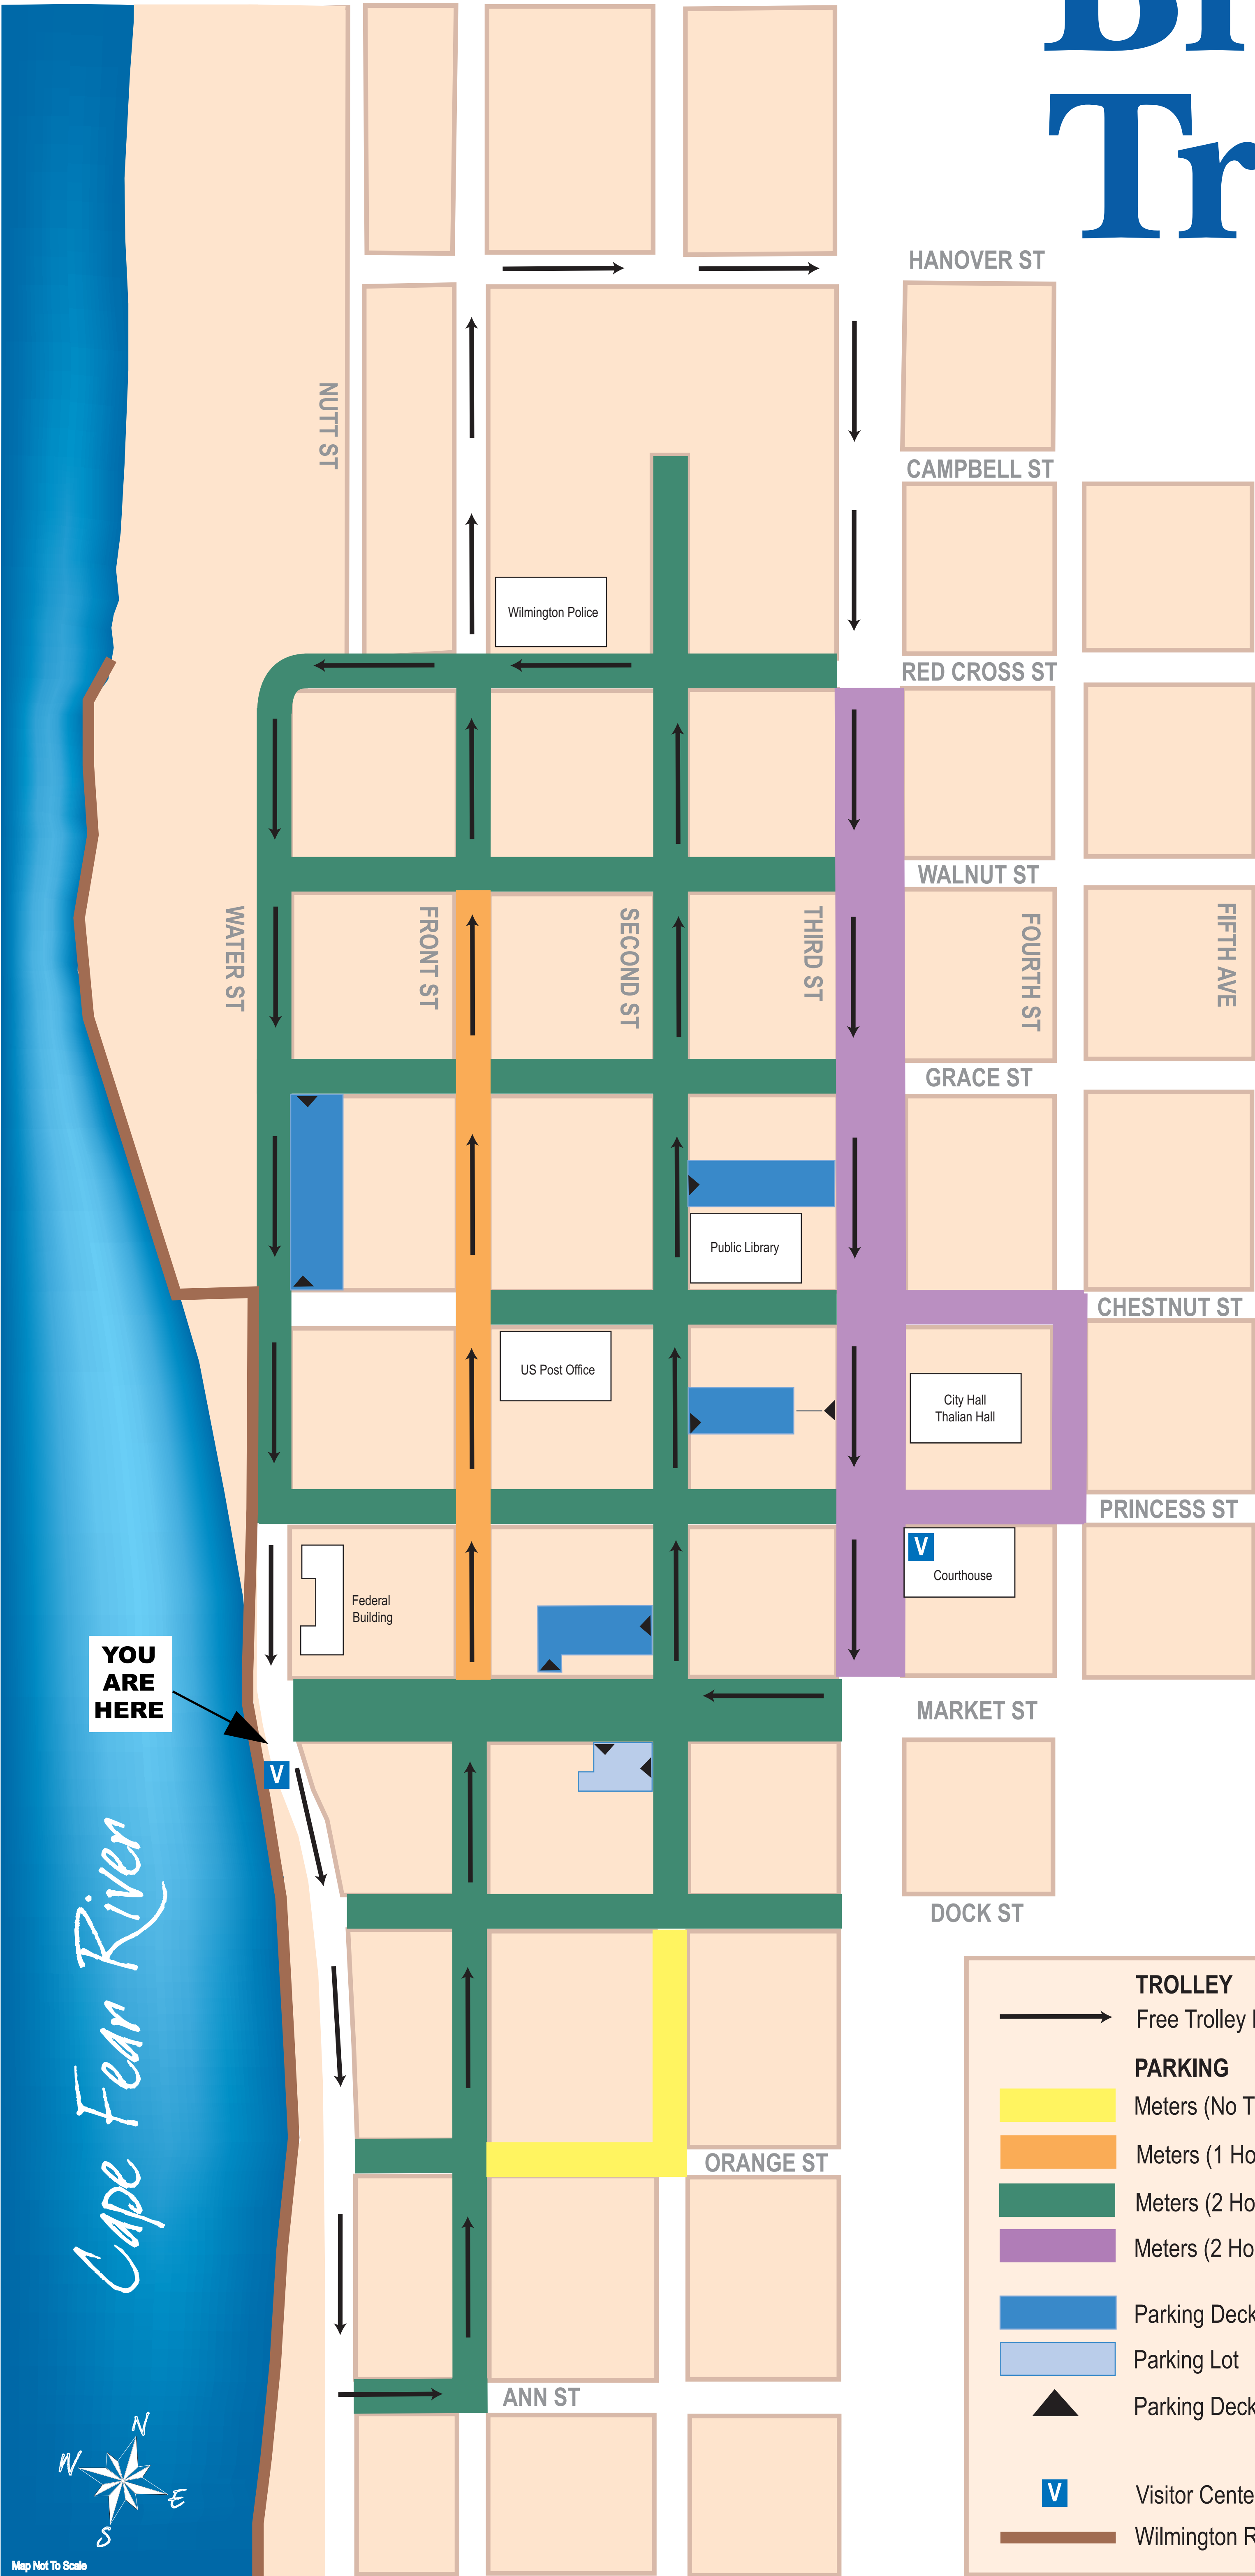 Bi
Tr
HANOVER ST
NUTT ST
CAMPBELL ST
Wilmington Police
RED CROSS ST
WALNUT ST
WATER ST
FRONT ST
SECOND ST
THIRD ST
FOURTH ST
FIFTH AVE
GRACE ST
Public Library
CHESTNUT ST
US Post Office
City Hall
Thalian Hall
PRINCESS ST
V
Courthouse
Federal
Building
YOU
ARE
HERE
MARKET ST
V
Cape Fear River
DOCK ST
TROLLEY
Free Trolley
PARKING
Meters (No T
Meters (1 Ho
ORANGE ST
Meters (2 Ho
Meters (2 Ho
Parking Deck
Parking Lot
ANN ST
Parking Deck
N
W
E
S
V
Visitor Cente
Wilmington R
Map Not To Scale